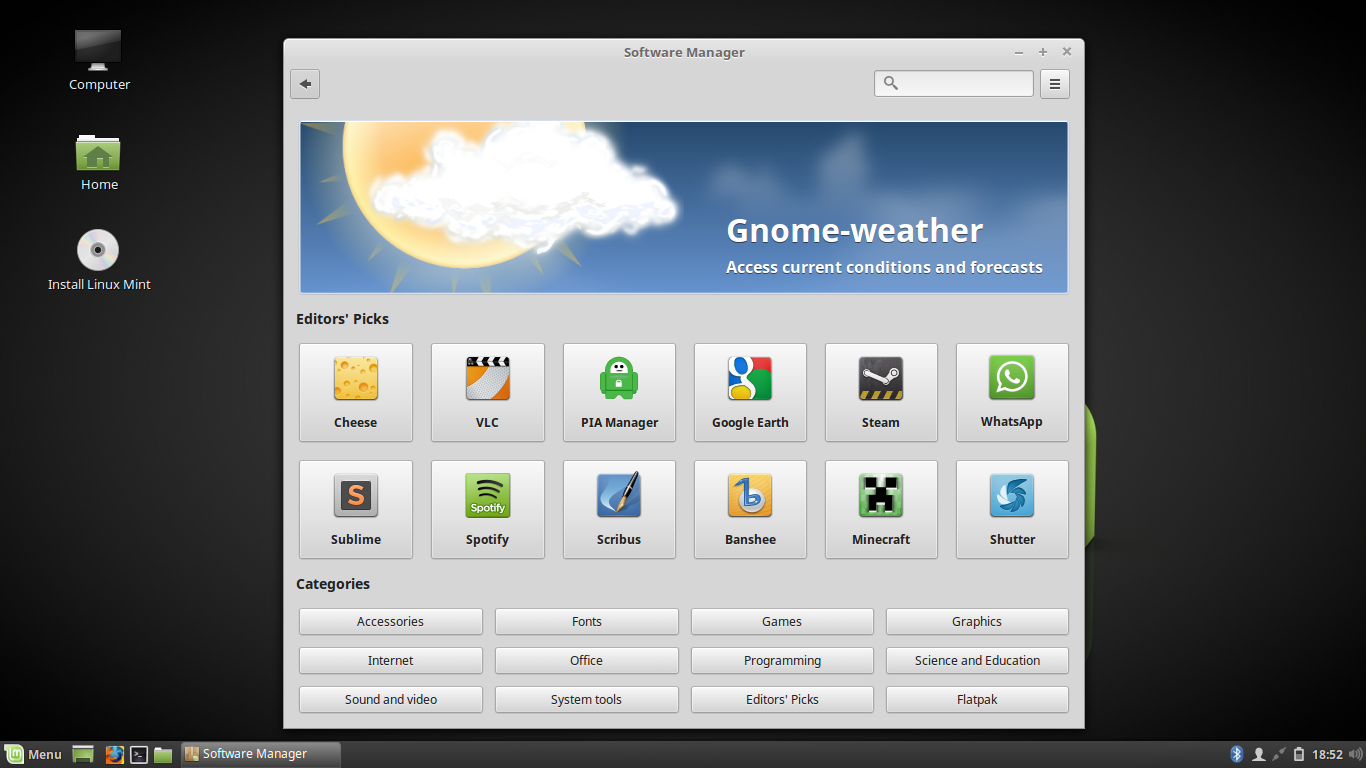 Computer
Home
Install Linux Mint
Software Manager
Gnome-weather
Access current conditions and forecasts
Editors' Picks
Cheese
VLC
PIA Manager
Google Earth
Steam
WhatsApp
S
Spotify
Sublime
Spotify
Scribus
Banshee
Minecraft
Shutter
Categories
Accessories
Fonts
Games
Graphics
Internet
Office
Programming
Science and Education
Sound and video
System tools
Editors' Picks
Flatpak
Menu
Software Manager
18:52